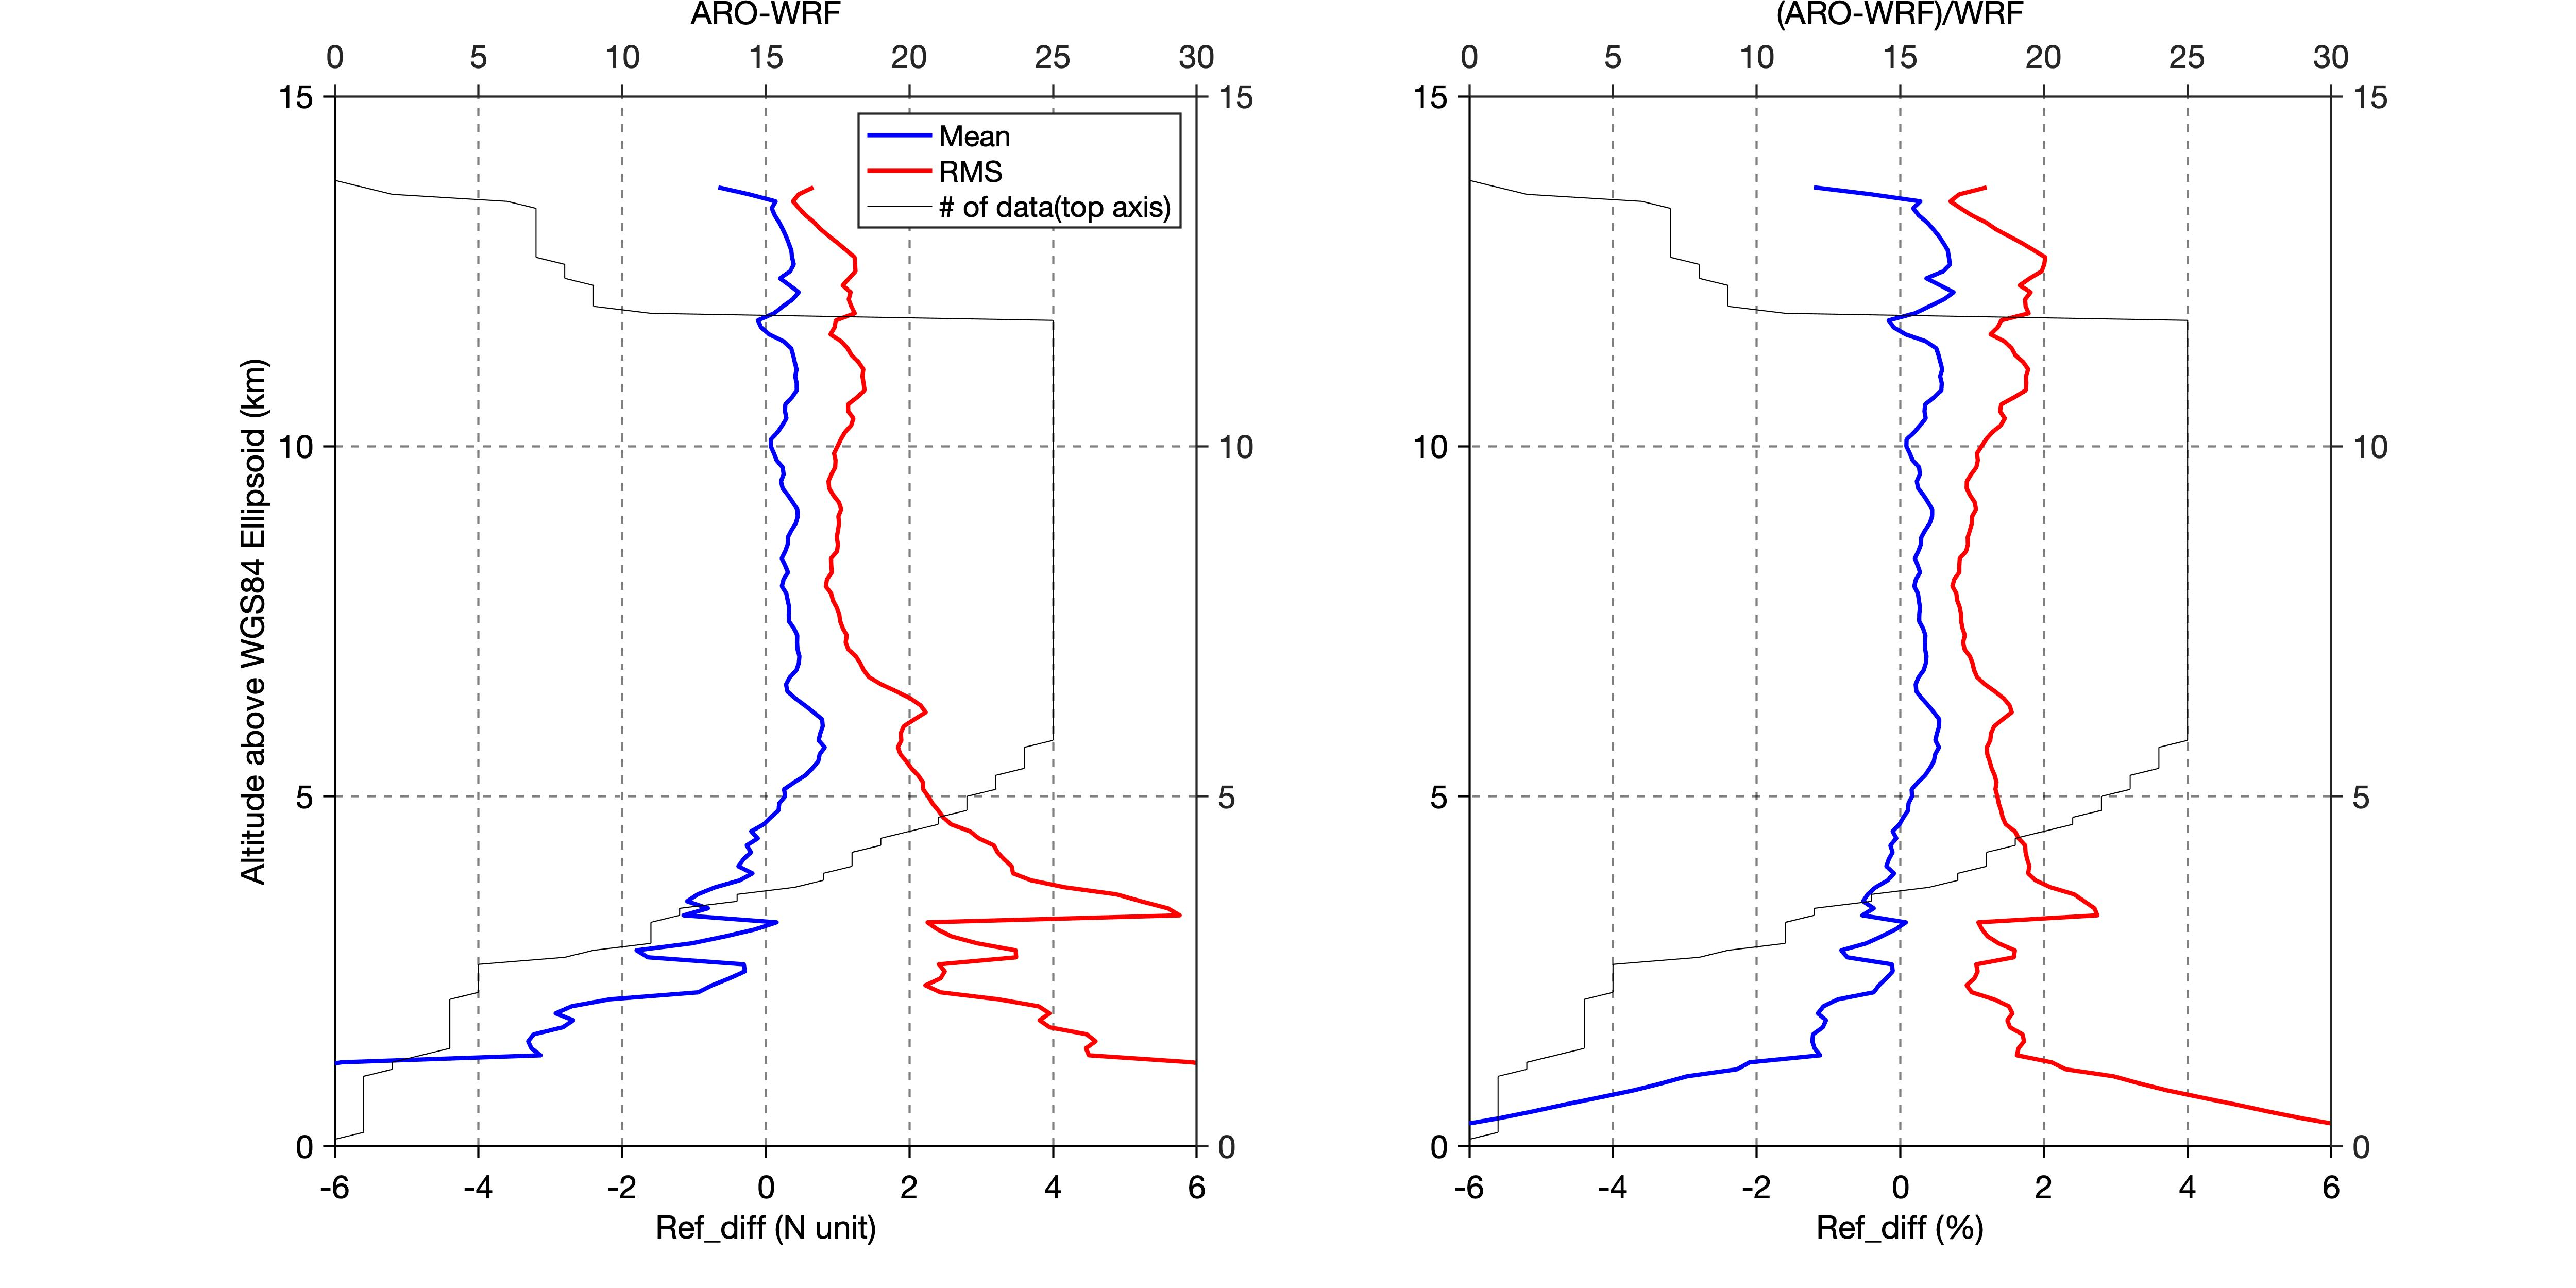 ARO-WRF
0 5 10 15 20 25 30
15 15
Mean
RMS
# of data(top axis)
10 10
5 5
0 0
-6 -4 -2 0 2 4 6
Ref_diff (N unit)
Altitude above WGS84 Ellipsoid (km)
(ARO-WRF)/WRF
0 5 10 15 20 25 30
15 15
10 10
5 5
0 0
-6 -4 -2 0 2 4 6
Ref_diff (%)